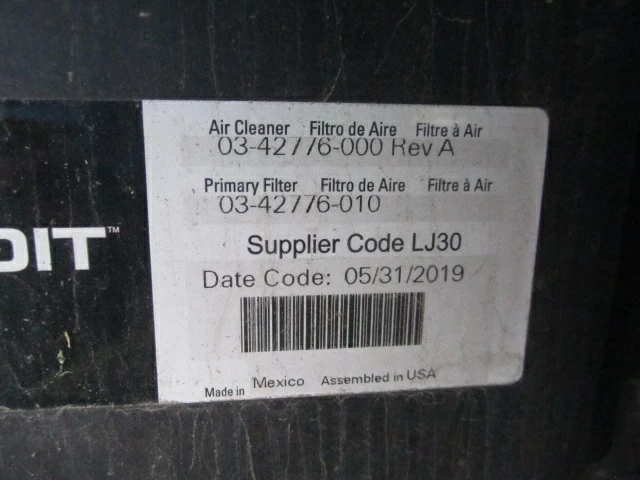 Air Cleaner Filtro de Aire Filtre à Air
03-42776-000 Rev A
Primary Filter Filtro de Aire Filtre à Air
03-42776-010
OIT™
Supplier Code LJ30
Date Code: 05/31/2019
Made in Mexico Assembled in USA